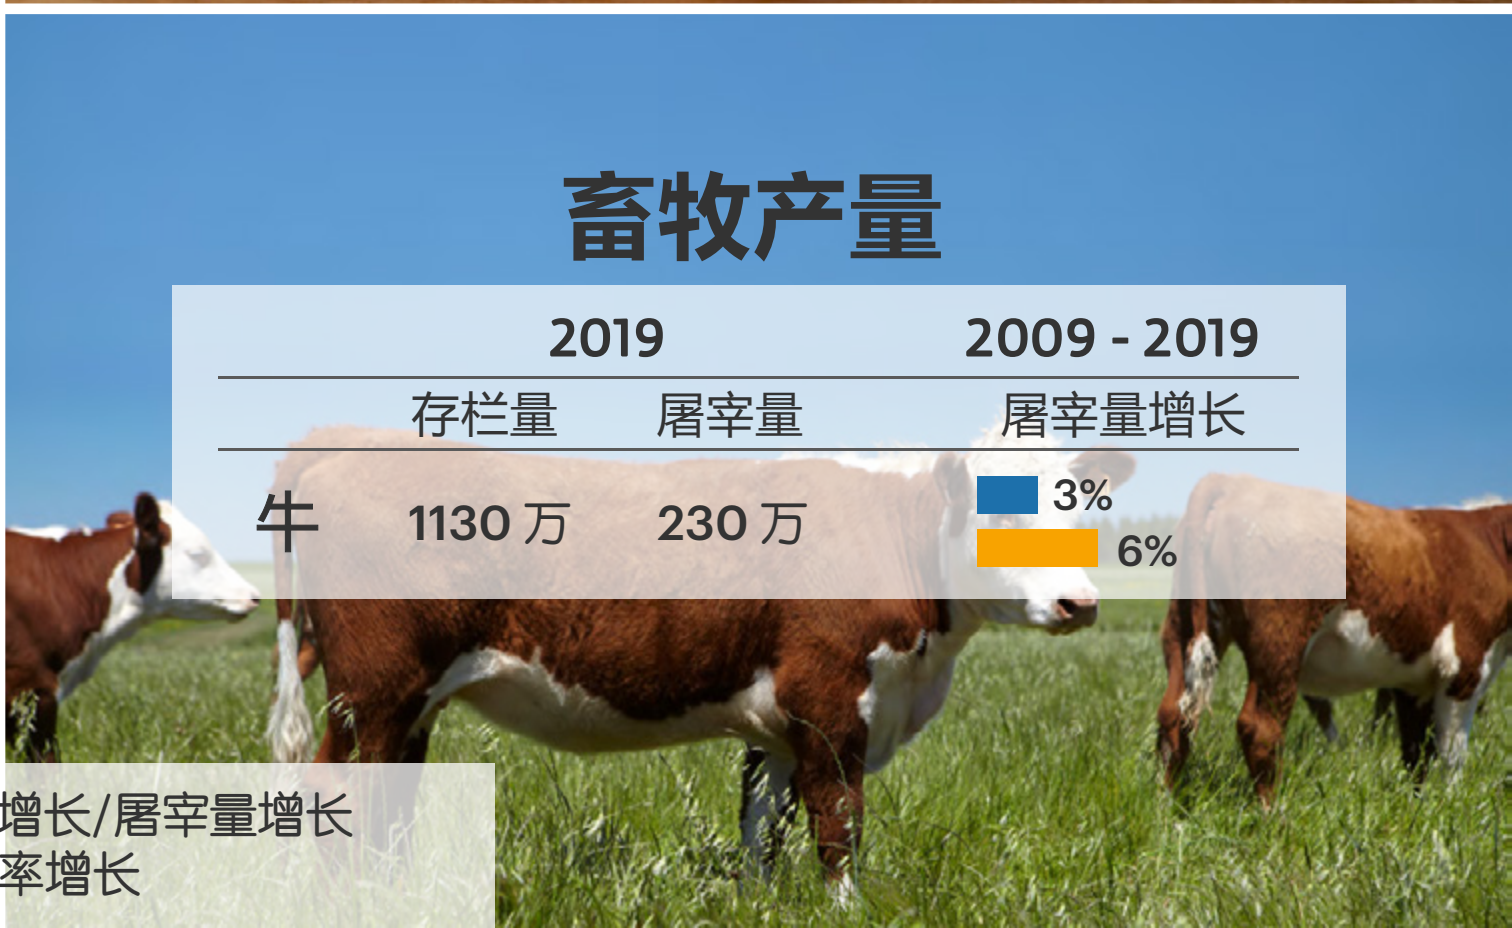 畜牧产量
2019 2009 - 2019
存栏量 屠宰量 屠宰量增长
牛 1130 万 230 万 3%
6%
增长/屠宰量增长
率增长